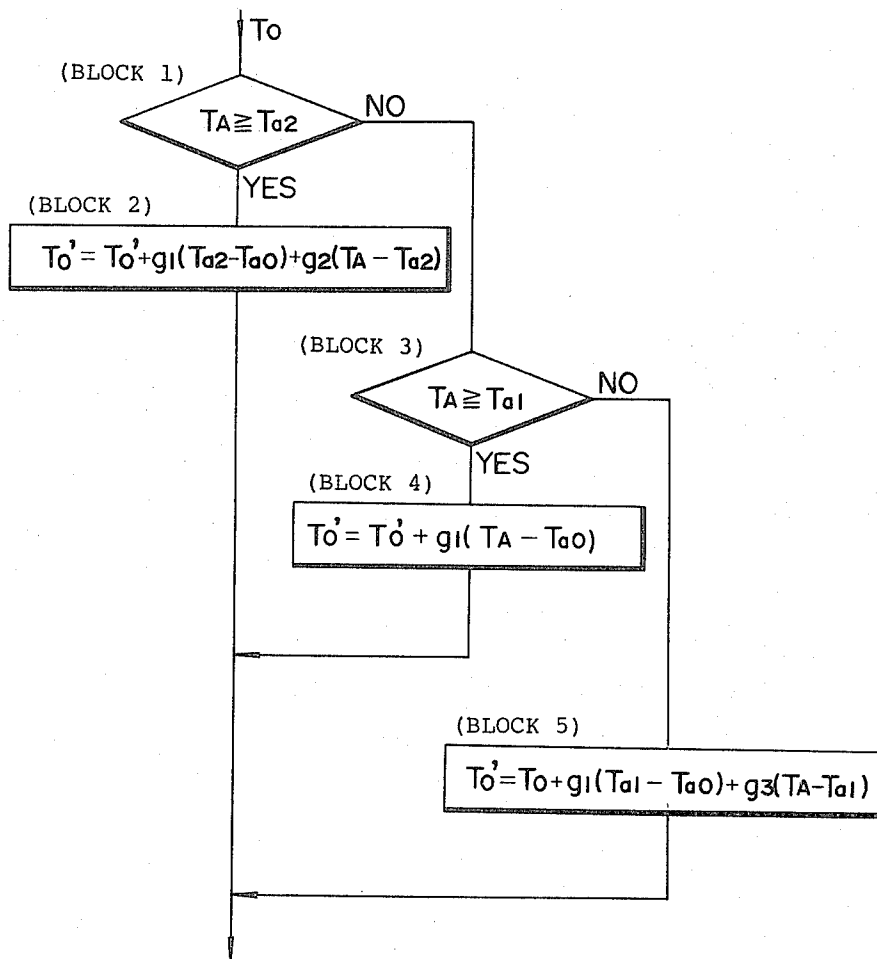 To
(BLOCK 1)
TA ≧ Ta2
NO
YES
(BLOCK 2)
To' = To' + g1(Ta2 - Ta0) + g2(TA - Ta2)
(BLOCK 3)
TA ≧ Ta1
NO
YES
(BLOCK 4)
To' = To' + g1( TA - Ta0)
(BLOCK 5)
To' = To + g1(Ta1 - Ta0) + g3(TA - Ta1)